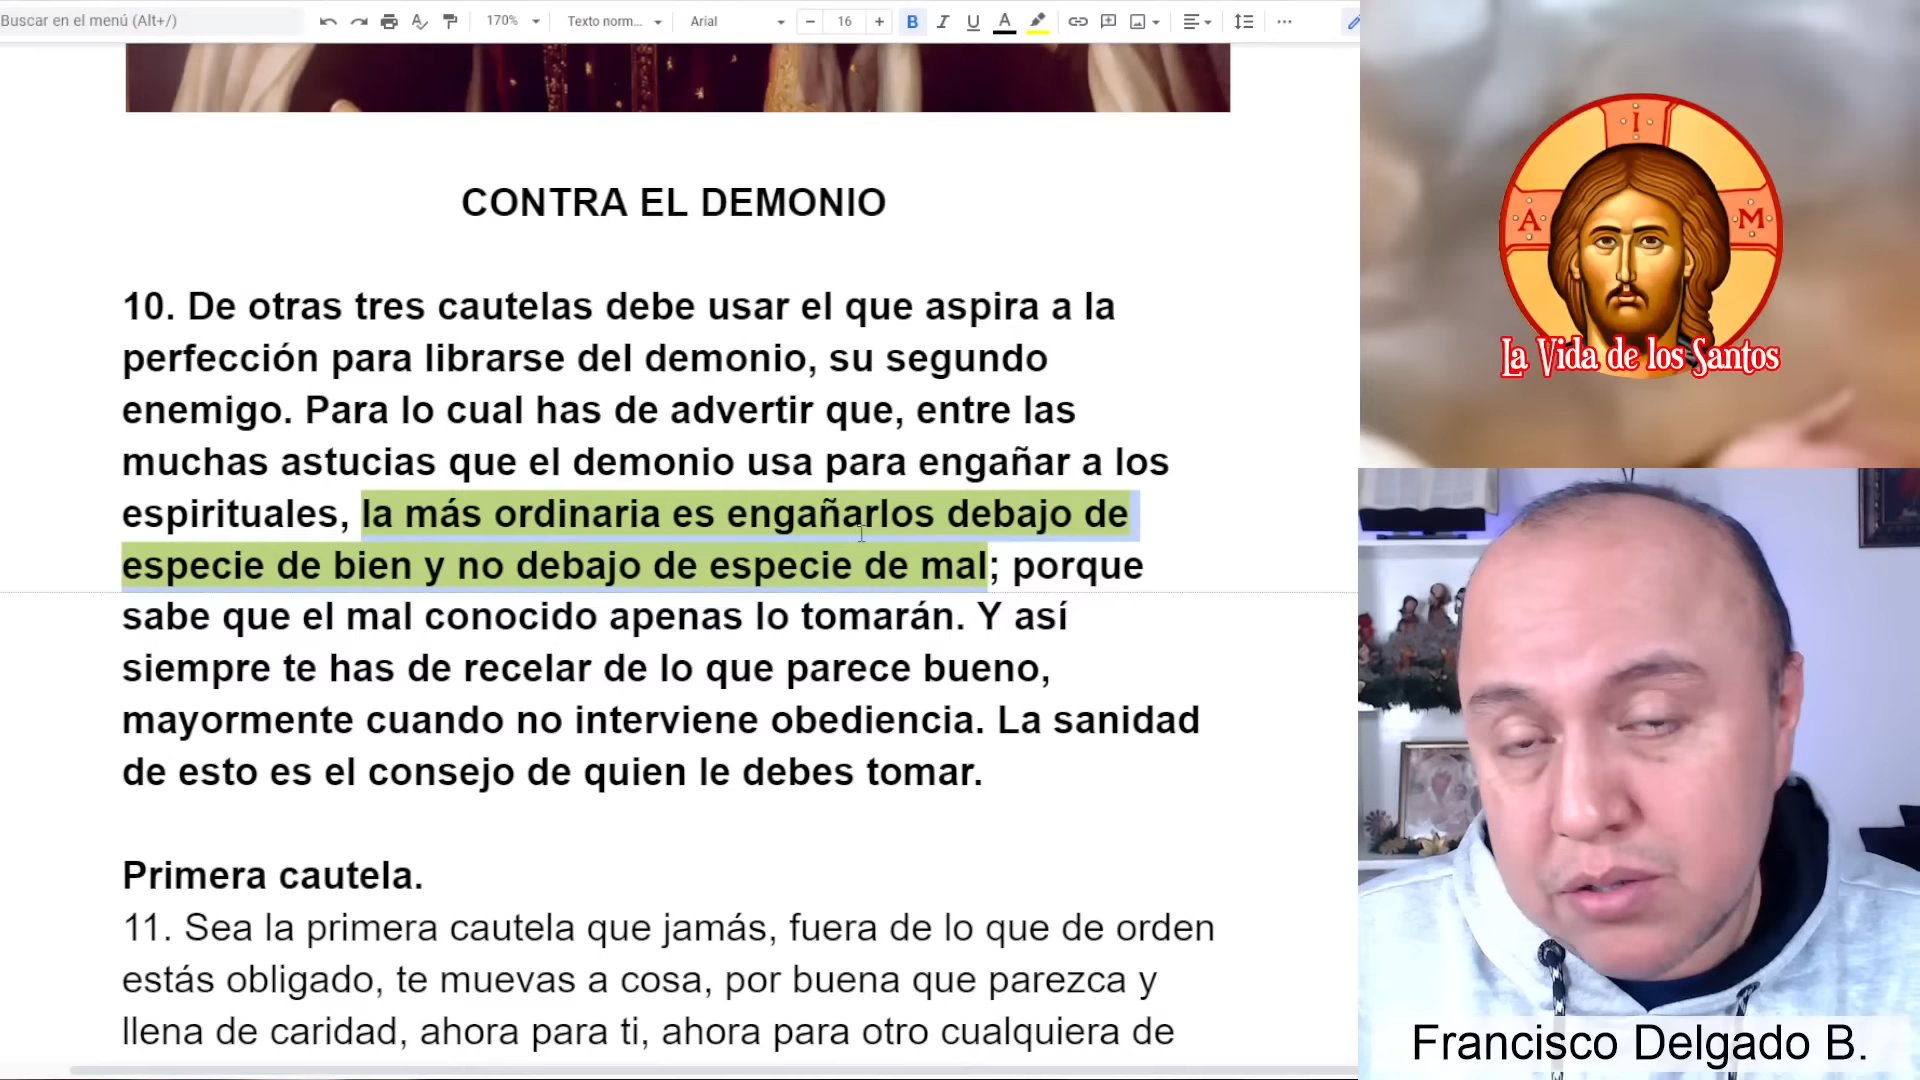 Buscar en el menú (Alt+/)
170%
Texto norm...
Arial
16
B
I
U
A
CONTRA EL DEMONIO
10. De otras tres cautelas debe usar el que aspira a la
perfección para librarse del demonio, su segundo
enemigo. Para lo cual has de advertir que, entre las
muchas astucias que el demonio usa para engañar a los
espirituales, la más ordinaria es engañarlos debajo de
especie de bien y no debajo de especie de mal; porque
sabe que el mal conocido apenas lo tomarán. Y así
siempre te has de recelar de lo que parece bueno,
mayormente cuando no interviene obediencia. La sanidad
de esto es el consejo de quien le debes tomar.
Primera cautela.
11. Sea la primera cautela que jamás, fuera de lo que de orden
estás obligado, te muevas a cosa, por buena que parezca y
llena de caridad, ahora para ti, ahora para otro cualquiera de
I
A
M
La Vida de los Santos
Francisco Delgado B.